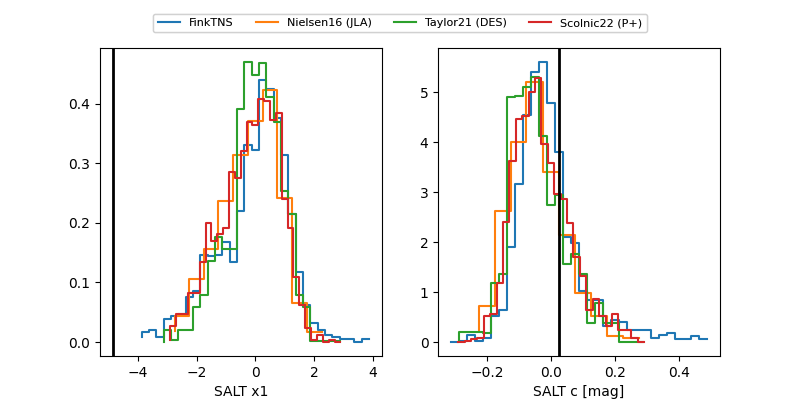 FinkTNS Nielsen16 (JLA) Taylor21 (DES) Scolnic22 (P+)
0.4
0.3
0.2
0.1
0.0
−4 −2 0 2 4
SALT x1
5
4
3
2
1
0
−0.2 0.0 0.2 0.4
SALT c [mag]